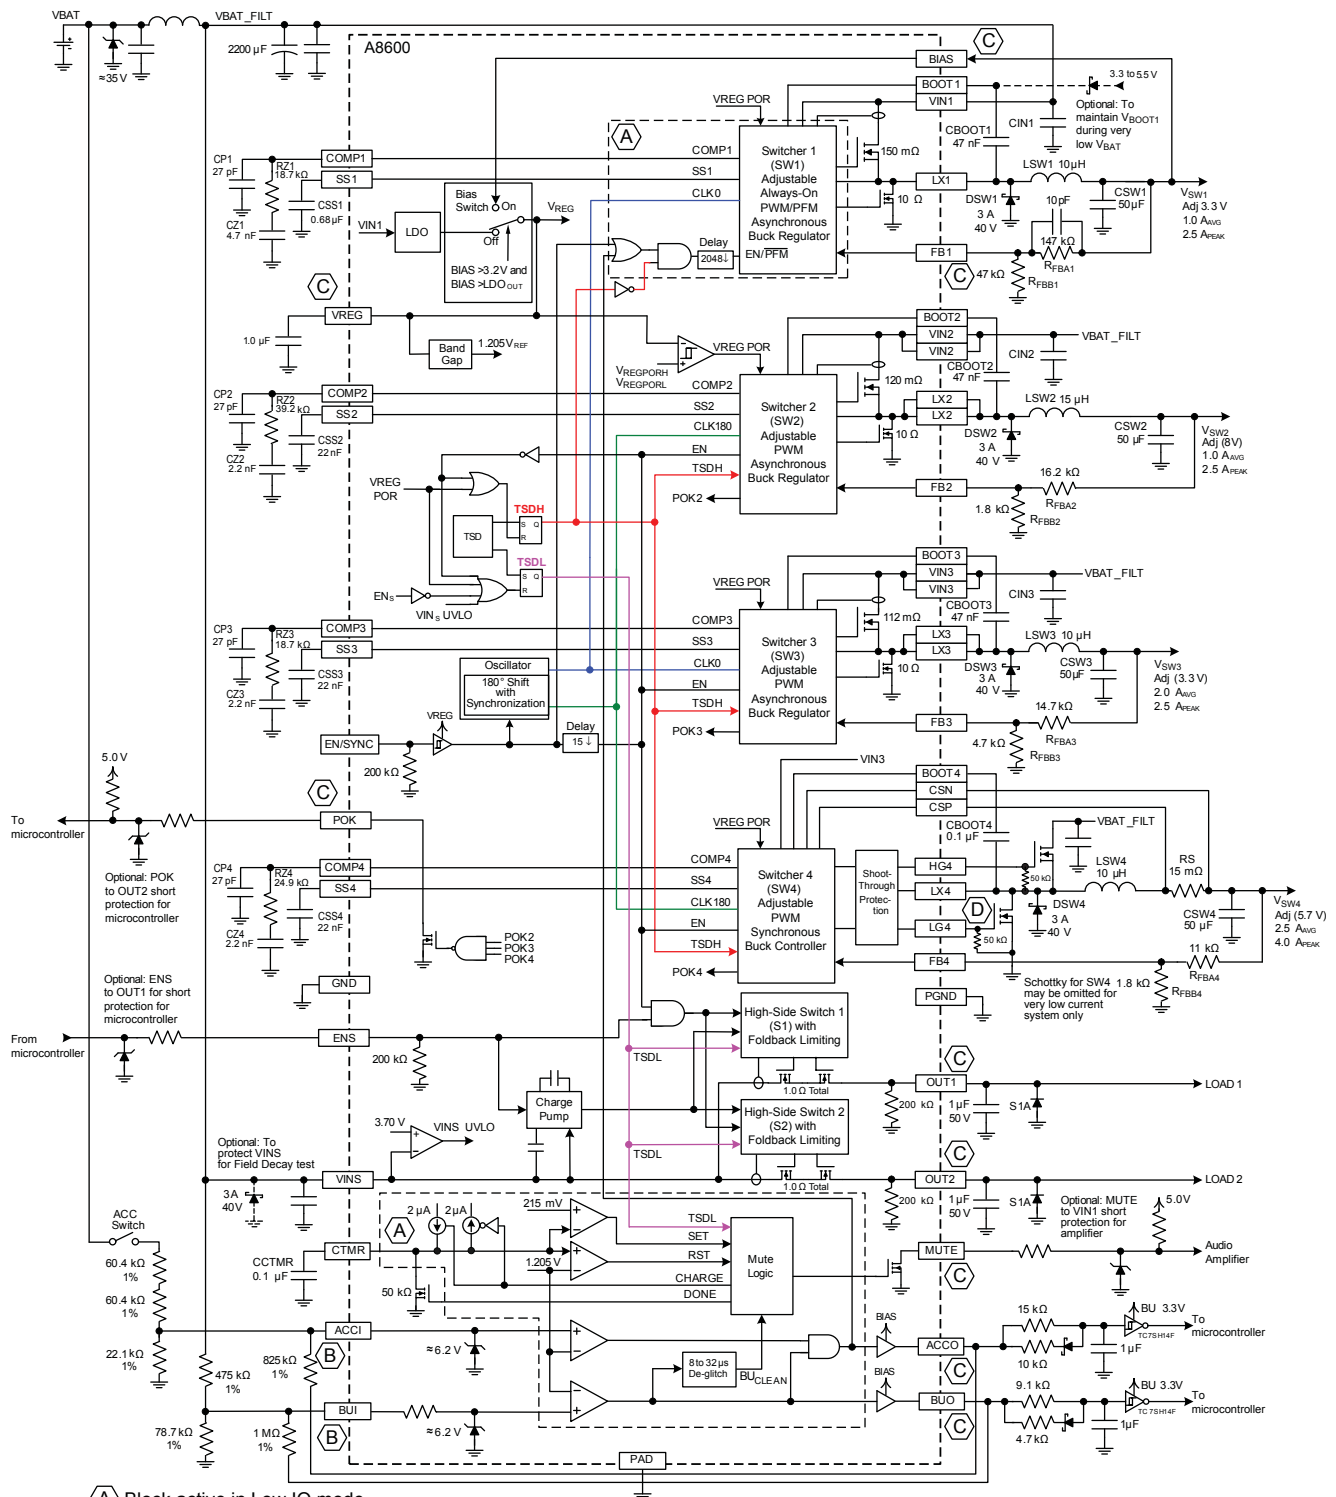 VBAT
VBAT_FILT
≈35 V
2200 µF
A8600
C
BIAS
BOOT1
VIN1
3.3 to 5.5 V
Optional: To
maintain VBOOT1
during very
low VBAT
VREG POR
A
CBOOT1
47 nF
CIN1
150 mΩ
Switcher 1
(SW1)
Adjustable
Always-On
PWM/PFM
Asynchronous
Buck Regulator
COMP1
SS1
CLK0
EN/PFM
Delay
2048↓
CP1
27 pF
RZ1
18.7 kΩ
COMP1
SS1
CSS1
0.68 µF
CZ1
4.7 nF
Bias
Switch
On
Off
VIN1
LDO
VREG
BIAS >3.2V and
BIAS >LDOOUT
LX1
10 Ω
LSW1 10 µH
DSW1
3 A
40 V
CSW1
50 µF
10pF
147 kΩ
RFBA1
VSW1
Adj 3.3 V
1.0 AAVG
2.5 APEAK
FB1
C
47 kΩ
RFBB1
C
VREG
1.0 µF
Band
Gap
1.205 VREF
VREGPORH
VREGPORL
VREG POR
BOOT2
VIN2
VIN2
VBAT_FILT
CBOOT2
47 nF
CIN2
120 mΩ
COMP2
SS2
CLK180
EN
TSDH
POK2
Switcher 2
(SW2)
Adjustable
PWM
Asynchronous
Buck Regulator
CP2
27 pF
RZ2
39.2 kΩ
COMP2
SS2
CSS2
22 nF
CZ2
2.2 nF
LX2
LX2
10 Ω
LSW2 15 µH
DSW2
3 A
40 V
CSW2
50 µF
VSW2
Adj (8V)
1.0 AAVG
2.5 APEAK
FB2
16.2 kΩ
RFBA2
1.8 kΩ
RFBB2
VREG
POR
TSD
TSDH
S Q
R
TSDL
S Q
R
ENS
VINS UVLO
BOOT3
VIN3
VIN3
VBAT_FILT
CBOOT3
47 nF
CIN3
VREG POR
112 mΩ
COMP3
SS3
CLK0
EN
TSDH
POK3
Switcher 3
(SW3)
Adjustable
PWM
Asynchronous
Buck Regulator
CP3
27 pF
RZ3
18.7 kΩ
COMP3
SS3
CSS3
22 nF
CZ3
2.2 nF
Oscillator
180° Shift
with
Synchronization
LX3
LX3
10 Ω
LSW3 10 µH
DSW3
3 A
40 V
CSW3
50 µF
VSW3
Adj (3.3 V)
2.0 AAVG
2.5 APEAK
FB3
14.7 kΩ
RFBA3
4.7 kΩ
RFBB3
EN/SYNC
VREG
200 kΩ
Delay
15 ↓
5.0 V
C
POK
To
microcontroller
Optional: POK
to OUT2 short
protection for
microcontroller
VIN3
BOOT4
CSN
CSP
CBOOT4
0.1 µF
VBAT_FILT
VREG POR
COMP4
SS4
CLK180
EN
TSDH
POK4
Switcher 4
(SW4)
Adjustable
PWM
Synchronous
Buck Controller
Shoot-
Through
Protec-
tion
CP4
27 pF
RZ4
24.9 kΩ
COMP4
SS4
CSS4
22 nF
CZ4
2.2 nF
POK2
POK3
POK4
HG4
LX4
LG4
FB4
50 kΩ
50 kΩ
D
LSW4
10 µH
RS
15 mΩ
DSW4
3 A
40 V
CSW4
50 µF
VSW4
Adj (5.7 V)
2.5 AAVG
4.0 APEAK
11 kΩ
RFBA4
1.8 kΩ
RFBB4
Schottky for SW4
may be omitted for
very low current
system only
GND
PGND
Optional: ENS
to OUT1 for short
protection for
microcontroller
From
microcontroller
ENS
200 kΩ
High-Side Switch 1
(S1) with
Foldback Limiting
TSDL
1.0 Ω Total
C
OUT1
200 kΩ
1 µF
50 V
S1A
LOAD 1
Charge
Pump
High-Side Switch 2
(S2) with
Foldback Limiting
TSDL
1.0 Ω Total
C
OUT2
200 kΩ
1 µF
50 V
S1A
LOAD 2
3.70 V
VINS UVLO
Optional: To
protect VINS
for Field Decay test
VINS
3 A
40V
ACC
Switch
60.4 kΩ
1%
60.4 kΩ
1%
22.1 kΩ
1%
CTMR
CCTMR
0.1 µF
A
2 µA
2 µA
215 mV
1.205 V
50 kΩ
TSDL
SET
RST
CHARGE
DONE
Mute
Logic
MUTE
C
Optional: MUTE
to VIN1 short
protection for
amplifier
5.0 V
Audio
Amplifier
ACCI
B
≈6.2 V
825 kΩ
1%
475 kΩ
1%
8 to 32 µs
De-glitch
BUCLEAN
BIAS
ACCO
C
15 kΩ
10 kΩ
BU 3.3V
TC7SH14F
1 µF
To
microcontroller
BUI
B
≈6.2 V
78.7 kΩ
1%
1 MΩ
1%
BIAS
BUO
C
9.1 kΩ
4.7 kΩ
BU 3.3V
TC7SH14F
1µF
To
microcontroller
PAD
A Block active in Low IQ mode